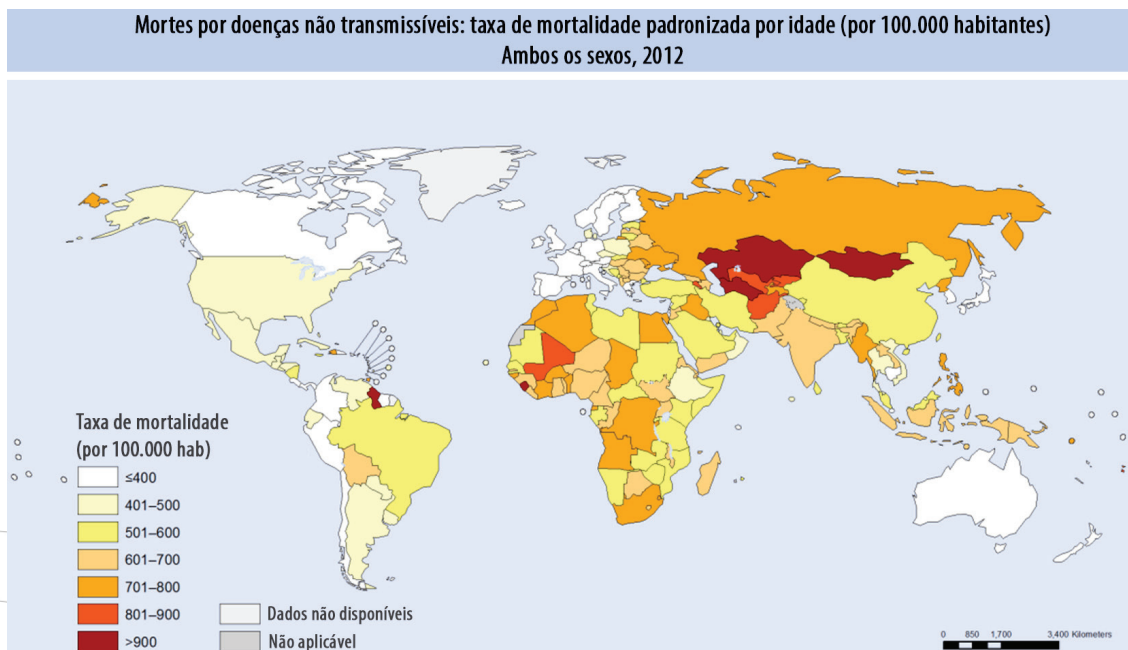 Mortes por doenças não transmissíveis: taxa de mortalidade padronizada por idade (por 100.000 habitantes)
Ambos os sexos, 2012
Taxa de mortalidade
(por 100.000 hab)
≤400
401–500
501–600
601–700
701–800
801–900
>900
Dados não disponíveis
Não aplicável
0 850 1,700 3,400 Kilometers